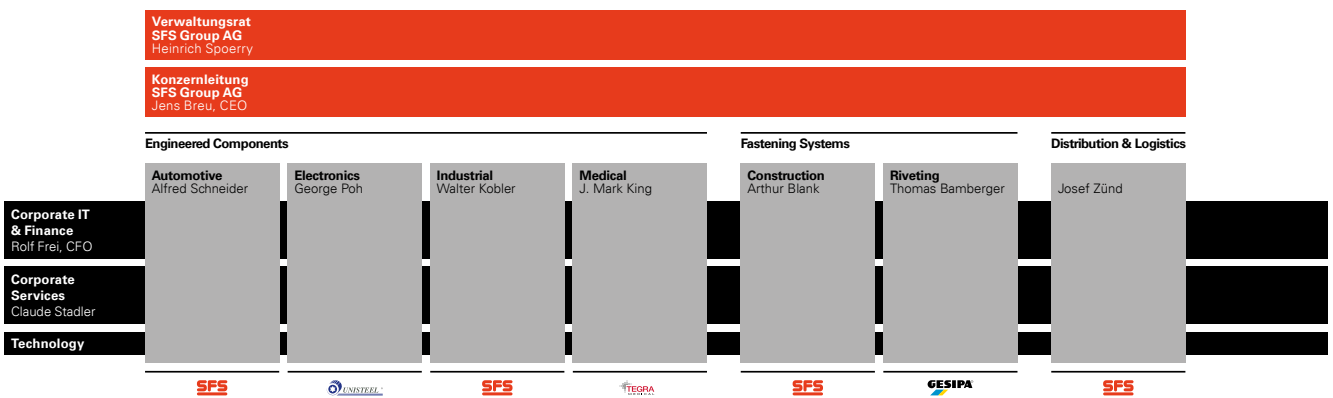 Verwaltungsrat
SFS Group AG
Heinrich Spoerry
Konzernleitung
SFS Group AG
Jens Breu, CEO
Engineered Components
Fastening Systems
Distribution & Logistics
Automotive
Alfred Schneider
Electronics
George Poh
Industrial
Walter Kobler
Medical
J. Mark King
Construction
Arthur Blank
Riveting
Thomas Bamberger
Josef Zünd
Corporate IT
& Finance
Rolf Frei, CFO
Corporate
Services
Claude Stadler
Technology
SFS
UNISTEEL
SFS
TEGRA
MEDICAL
SFS
GESIPA
SFS